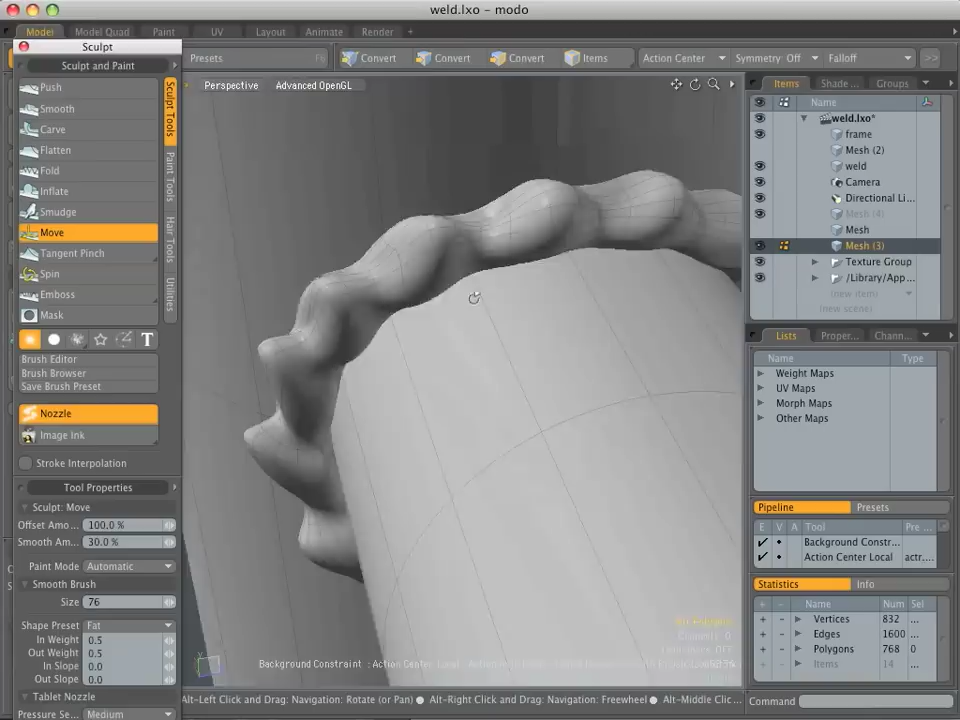 weld.lxo - modo
Model Model Quad Paint UV Layout Animate Render +
Sculpt
Presets
Convert Convert Convert Items Action Center Symmetry Off Falloff >>
Sculpt and Paint
Push
Smooth
Carve
Flatten
Fold
Inflate
Smudge
Move
Tangent Pinch
Spin
Emboss
Mask
Sculpt Tools
Paint Tools
Hair Tools
Utilities
T
Brush Editor
Brush Browser
Save Brush Preset
Nozzle
Image Ink
Stroke Interpolation
Tool Properties
Sculpt: Move
Offset Amo... 100.0 %
Smooth Am... 30.0 %
Paint Mode Automatic
Smooth Brush
Size 76
Shape Preset: Fat
In Weight 0.5
Out Weight 0.5
In Slope 0.0
Out Slope 0.0
Tablet Nozzle
Pressure Se... Medium
Perspective Advanced OpenGL
Background Constraint : Action Center Local
Alt-Left Click and Drag: Navigation: Rotate (or Pan) ● Alt-Right Click and Drag: Navigation: Freewheel ● Alt-Middle Clic...
Items Shade... Groups
Name
weld.lxo*
frame
Mesh (2)
weld
Camera
Directional Li...
Mesh (4)
Mesh
Mesh (3)
Texture Group
/Library/App...
(new item)
(new scene)
Lists Proper... Chann...
Name Type
Weight Maps
UV Maps
Morph Maps
Other Maps
Pipeline Presets
E V A Tool Pre...
Background Constr...
Action Center Local actr....
Statistics Info
+ - Name Num Sel
+ - Vertices 832 ...
+ - Edges 1600 ...
+ - Polygons 768 0
+ - Items 14 ...
Command